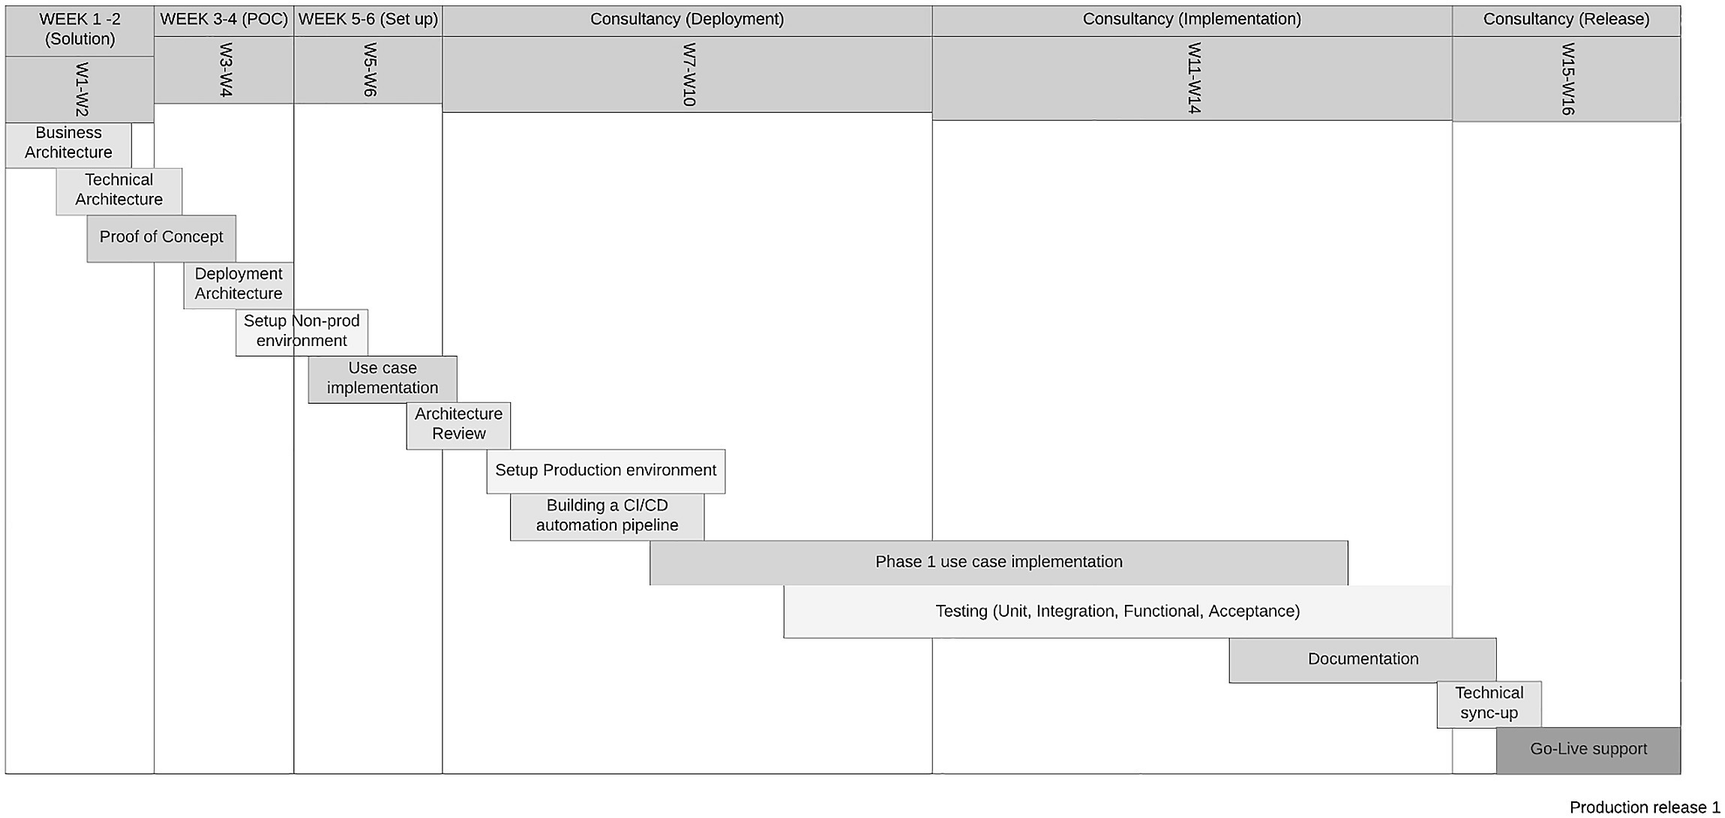 WEEK 1 -2
(Solution)
WEEK 3-4 (POC)
WEEK 5-6 (Set up)
Consultancy (Deployment)
Consultancy (Implementation)
Consultancy (Release)
W1-W2
W3-W4
W5-W6
W7-W10
W11-W14
W15-W16
Business
Architecture
Technical
Architecture
Proof of Concept
Deployment
Architecture
Setup Non-prod
environment
Use case
implementation
Architecture
Review
Setup Production environment
Building a CI/CD
automation pipeline
Phase 1 use case implementation
Testing (Unit, Integration, Functional, Acceptance)
Documentation
Technical
sync-up
Go-Live support
Production release 1